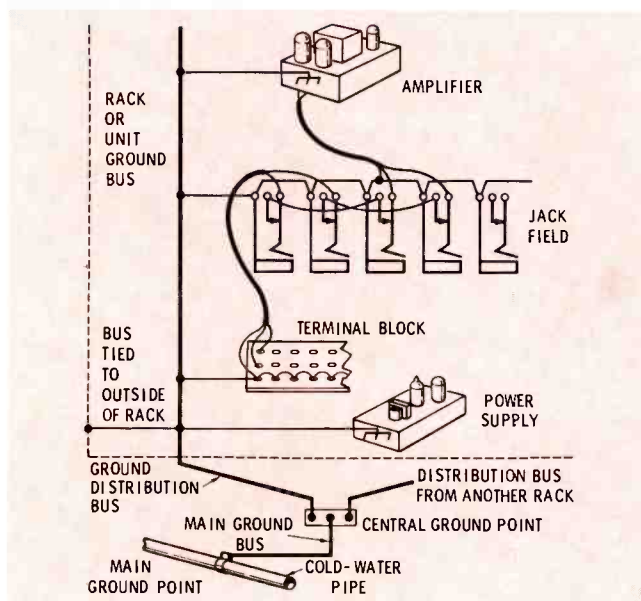 AMPLIFIER
RACK
OR
UNIT
GROUND
BUS
JACK
FIELD
TERMINAL BLOCK
BUS
TIED
TO
OUTSIDE
OF RACK
POWER
SUPPLY
GROUND
DISTRIBUTION
BUS
DISTRIBUTION BUS
FROM ANOTHER RACK
MAIN GROUND
BUS
CENTRAL GROUND POINT
MAIN
GROUND POINT
COLD-WATER
PIPE